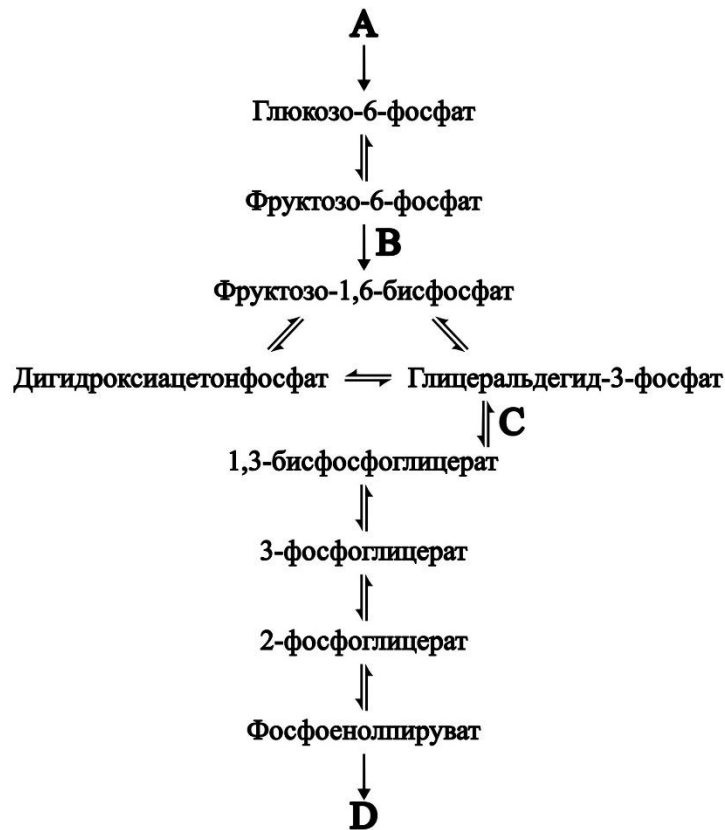 A
Глюкозо-6-фосфат
Фруктозо-6-фосфат
B
Фруктозо-1,6-бисфосфат
Дигидроксиацетонфосфат Глицеральдегид-3-фосфат
C
1,3-бисфосфоглицерат
3-фосфоглицерат
2-фосфоглицерат
Фосфоенолпируват
D